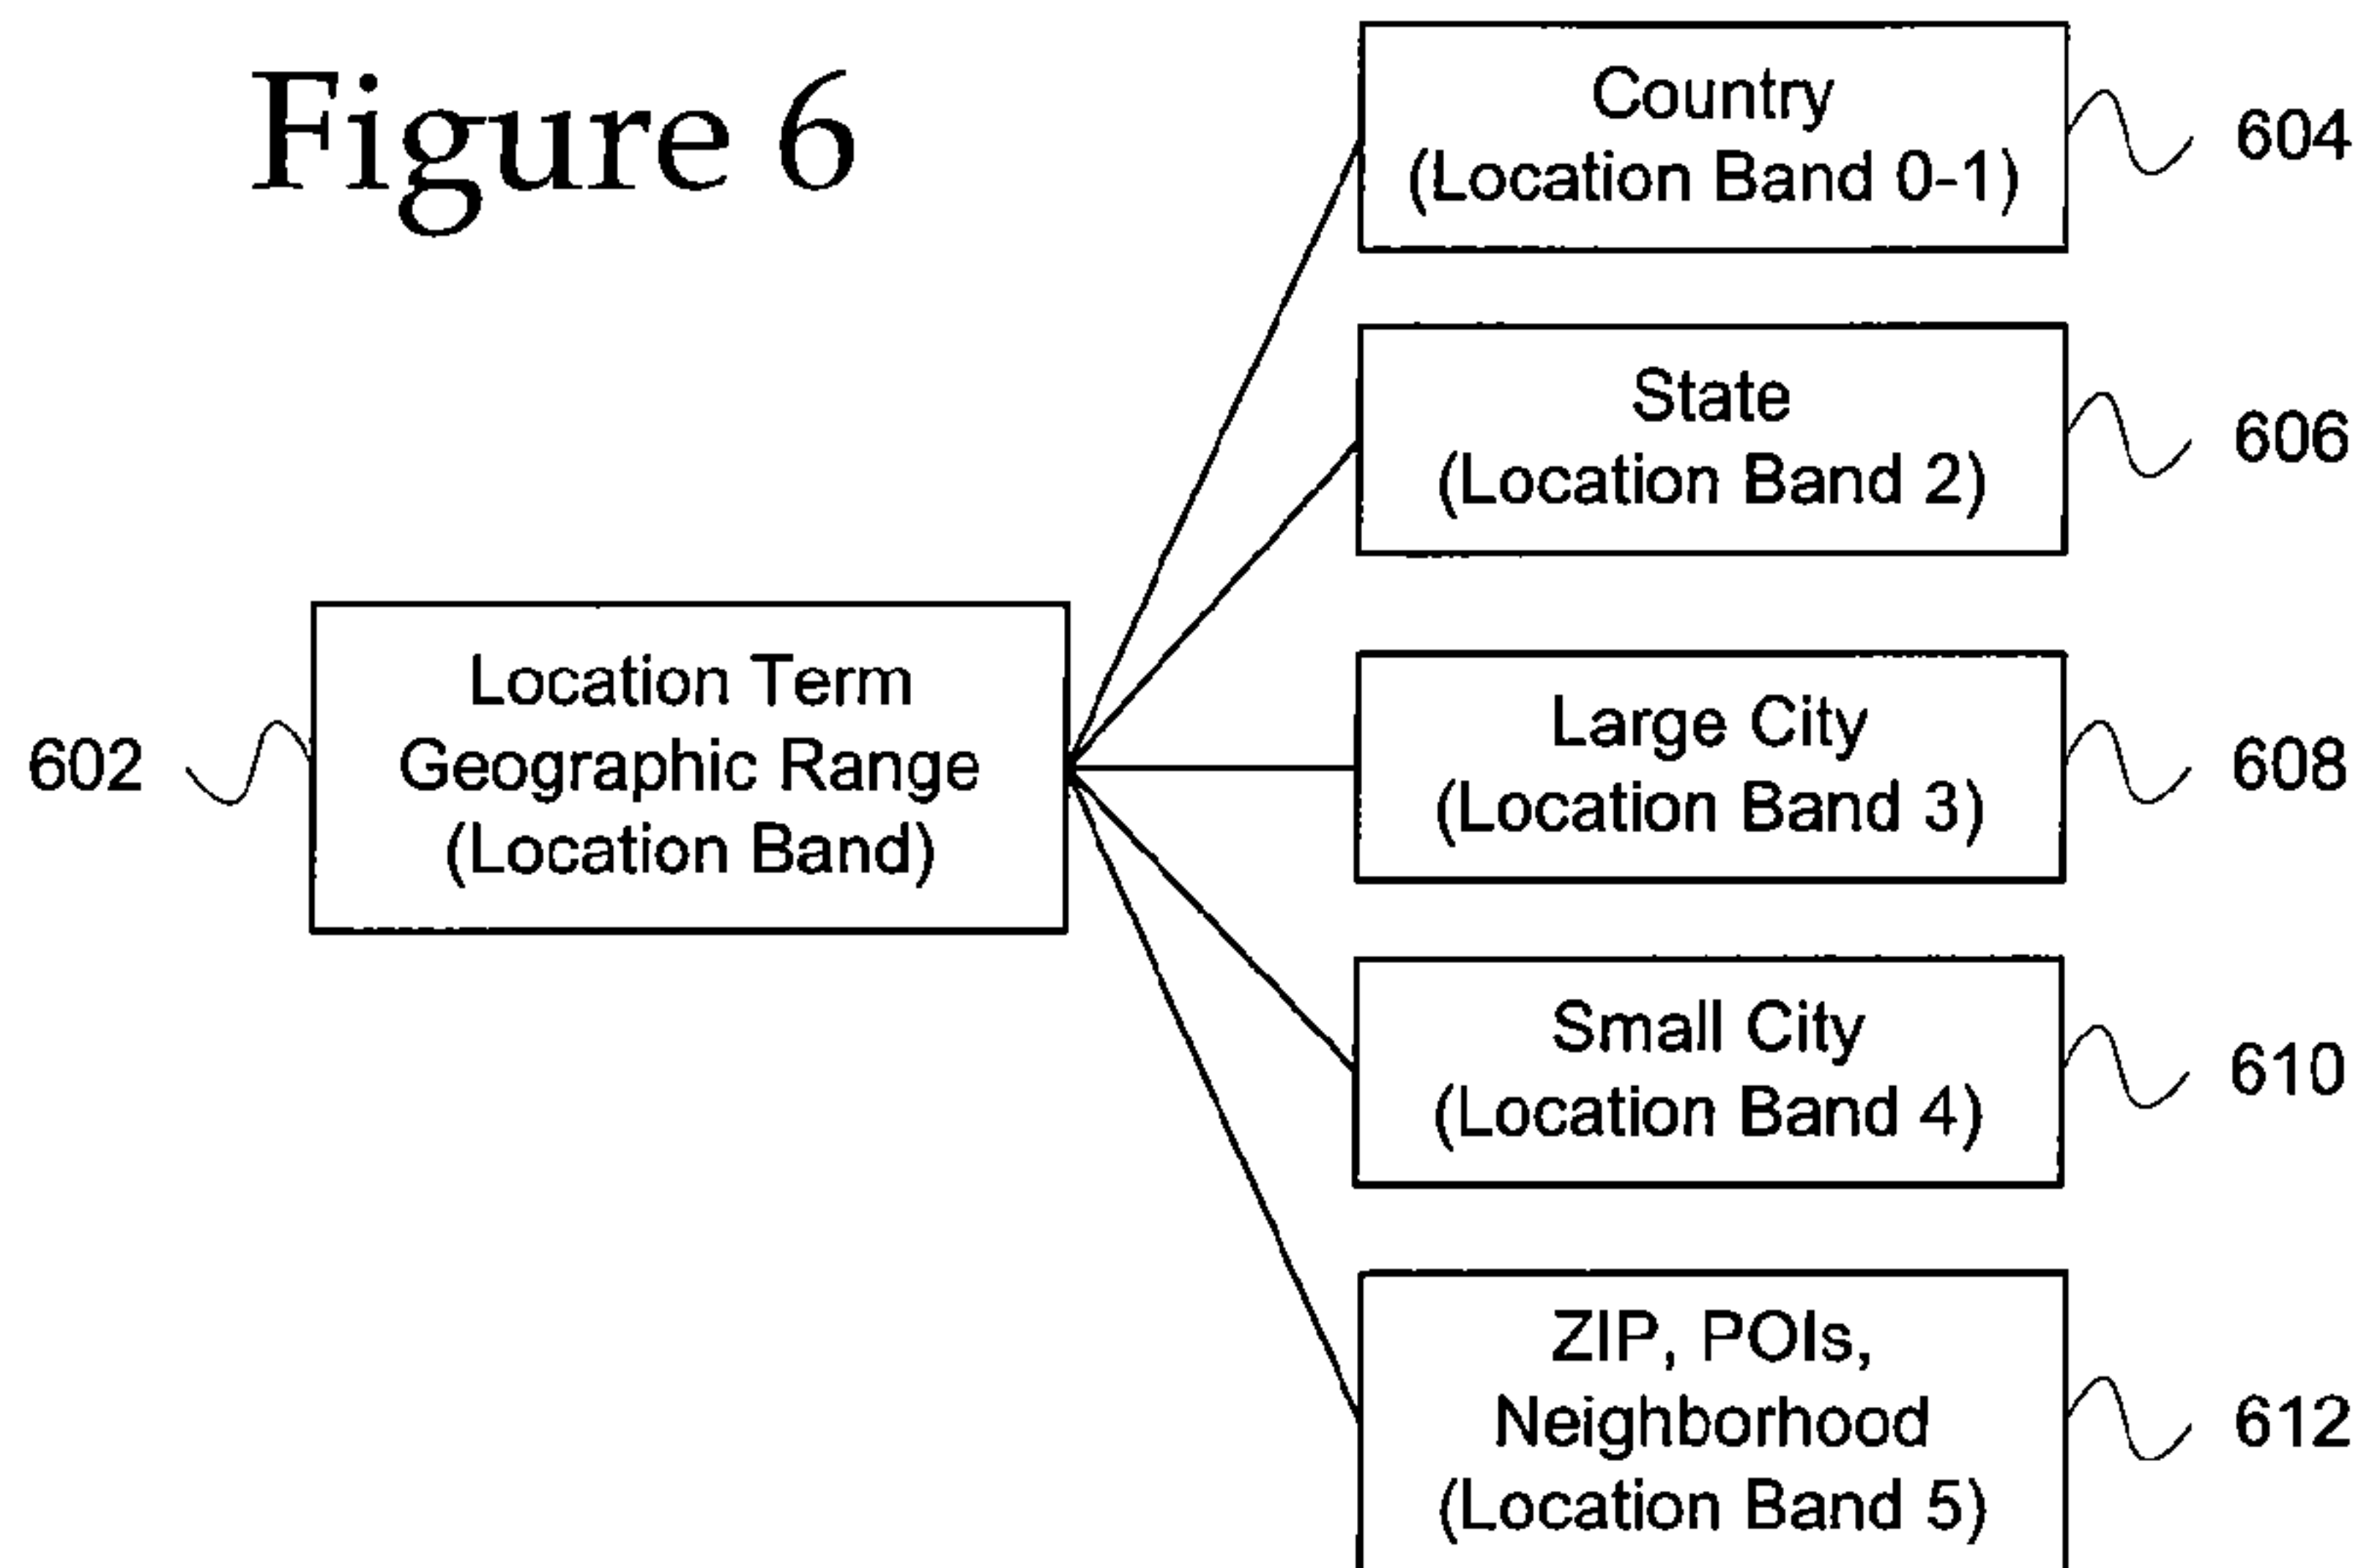 Figure 6
Country
(Location Band 0-1)
604
State
(Location Band 2)
606
602
Location Term
Geographic Range
(Location Band)
Large City
(Location Band 3)
608
Small City
(Location Band 4)
610
ZIP, POIs,
Neighborhood
(Location Band 5)
612